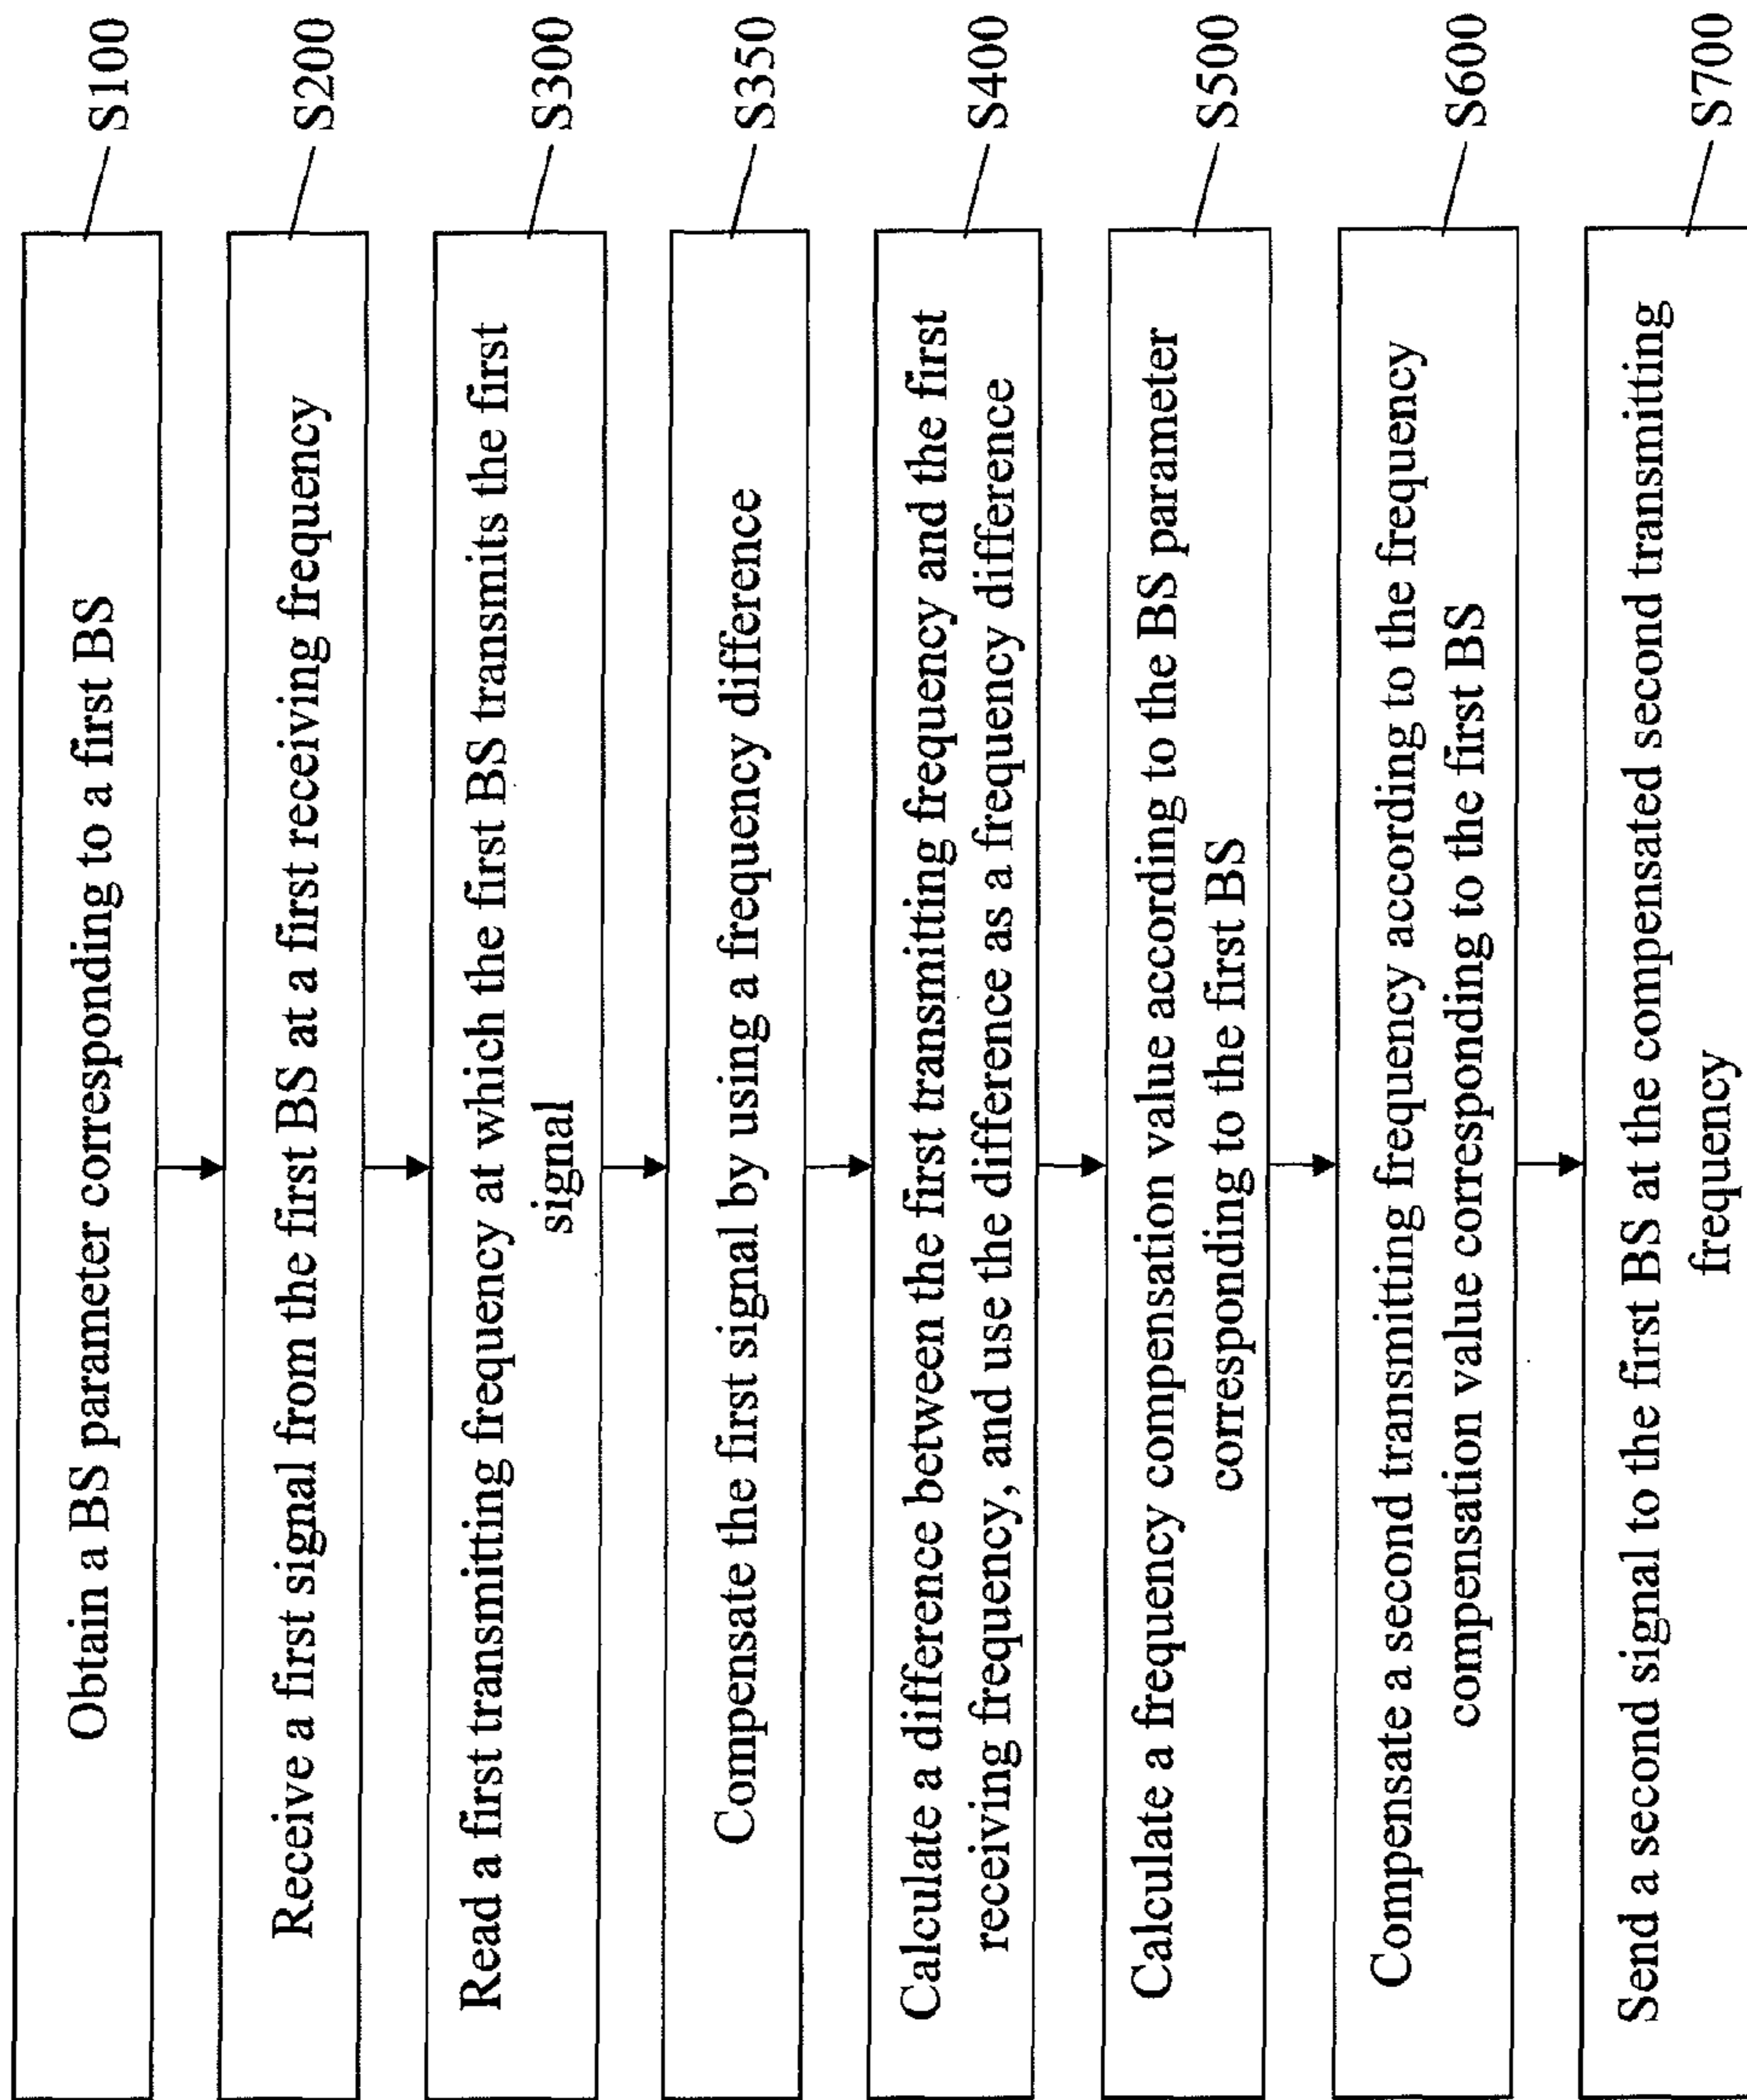 Obtain a BS parameter corresponding to a first BS
S100
Receive a first signal from the first BS at a first receiving frequency
S200
Read a first transmitting frequency at which the first BS transmits the first
signal
S300
Compensate the first signal by using a frequency difference
S350
Calculate a difference between the first transmitting frequency and the first
receiving frequency, and use the difference as a frequency difference
S400
Calculate a frequency compensation value according to the BS parameter
corresponding to the first BS
S500
Compensate a second transmitting frequency according to the frequency
compensation value corresponding to the first BS
S600
Send a second signal to the first BS at the compensated second transmitting
frequency
S700